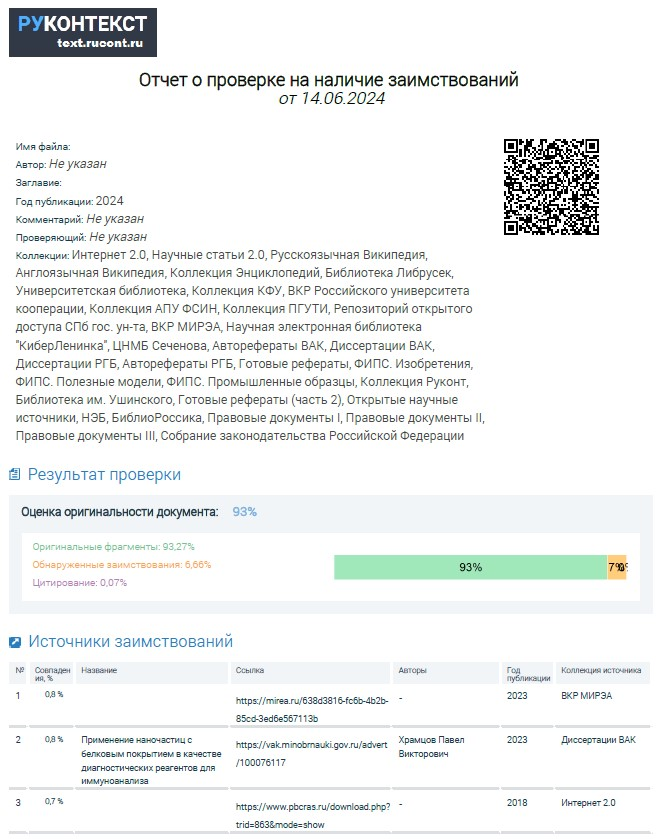 РУКОНТЕКСТ
text.rucont.ru
Отчет о проверке на наличие заимствований
от 14.06.2024
Имя файла:
Автор: Не указан
Заглавие:
Год публикации: 2024
Комментарий: Не указан
Проверяющий: Не указан
Коллекции: Интернет 2.0, Научные статьи 2.0, Русскоязычная Википедия,
Англоязычная Википедия, Коллекция Энциклопедий, Библиотека Либрусек,
Университетская библиотека, Коллекция КФУ, ВКР Российского университета
кооперации, Коллекция АПУ ФСИН, Коллекция ПГУТИ, Репозиторий открытого
доступа СПб гос. ун-та, ВКР МИРЭА, Научная электронная библиотека
"КиберЛенинка", ЦНМБ Сеченова, Авторефераты ВАК, Диссертации ВАК,
Диссертации РГБ, Авторефераты РГБ, Готовые рефераты, ФИПС. Изобретения,
ФИПС. Полезные модели, ФИПС. Промышленные образцы, Коллекция Руконт,
Библиотека им. Ушинского, Готовые рефераты (часть 2), Открытые научные
источники, НЭБ, БиблиоРоссика, Правовые документы I, Правовые документы II,
Правовые документы III, Собрание законодательства Российской Федерации
Результат проверки
Оценка оригинальности документа: 93%
Оригинальные фрагменты: 93,27%
Обнаруженные заимствования: 6,66%
Цитирование: 0,07%
93% 7% 0%
Источники заимствований
№ Совпадения, % Название Ссылка Авторы Год публикации Коллекция источника
1 0,8 % https://mirea.ru/638d3816-fc6b-4b2b-85cd-3ed6e567113b - 2023 ВКР МИРЭА
2 0,8 % Применение наночастиц с белковым покрытием в качестве диагностических реагентов для иммуноанализа https://vak.minobrnauki.gov.ru/advert/100076117 Храмцов Павел Викторович 2023 Диссертации ВАК
3 0,7 % https://www.pbcras.ru/download.php?trid=863&mode=show - 2018 Интернет 2.0